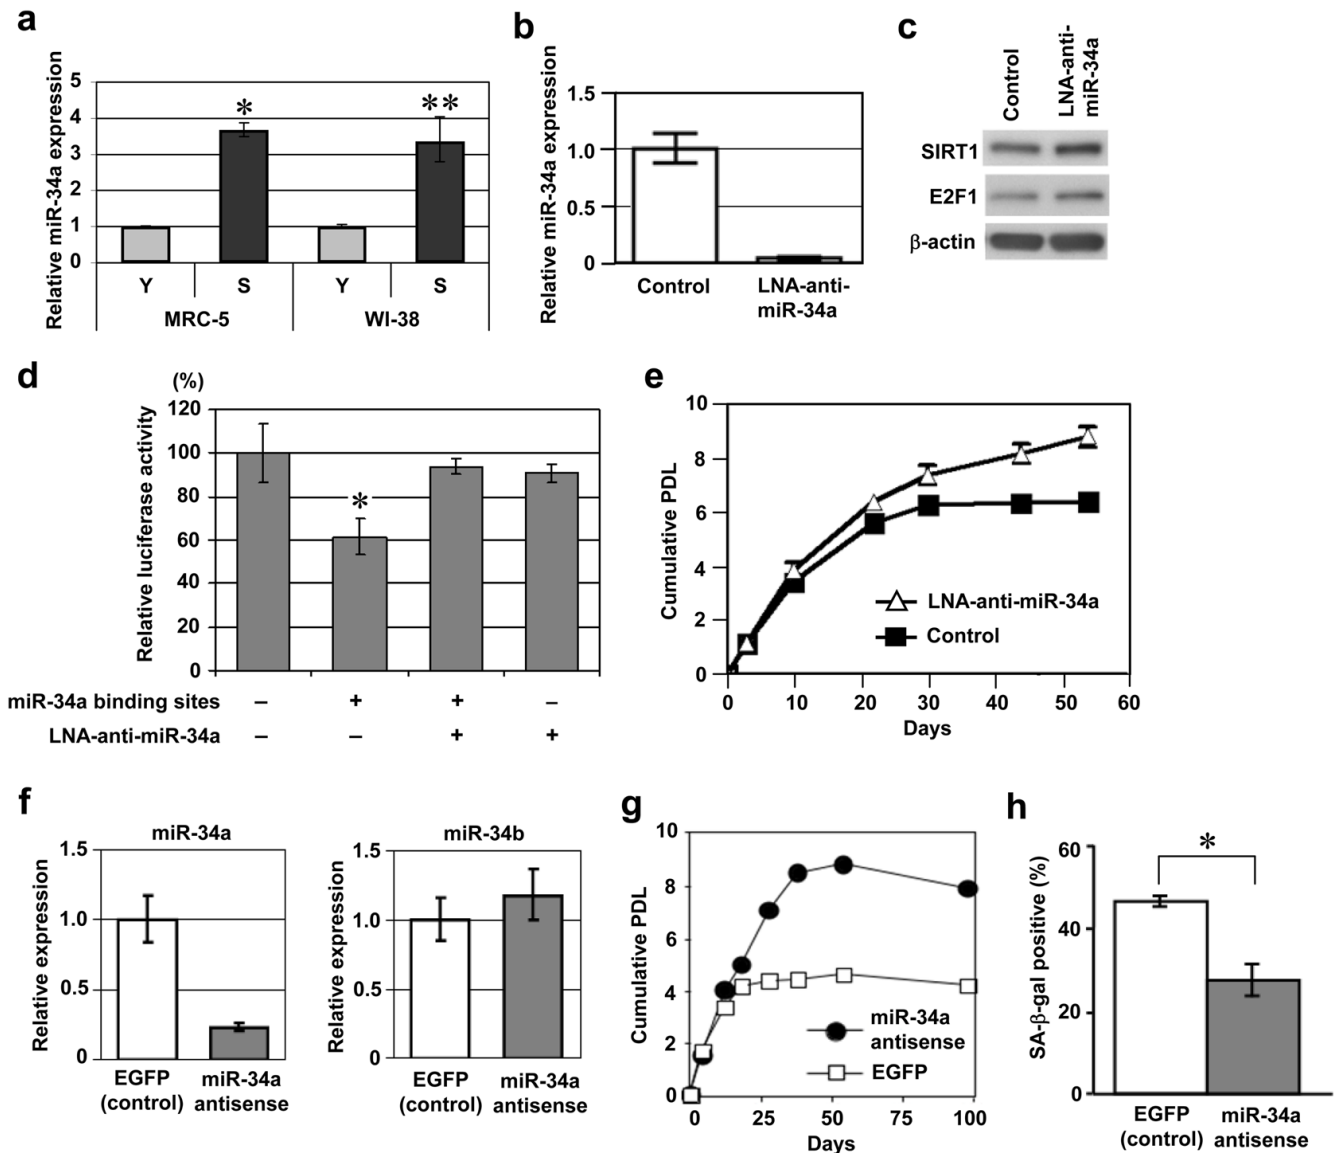 a
Relative miR-34a expression
5
4
3
2
1
0
*
**
Y
S
Y
S
MRC-5
WI-38
b
Relative miR-34a expression
1.5
1.0
0.5
0
Control
LNA-anti-
miR-34a
c
Control
LNA-anti-
miR-34a
SIRT1
E2F1
β-actin
d
(%)
Relative luciferase activity
120
100
80
60
40
20
0
*
miR-34a binding sites – + + –
LNA-anti-miR-34a – – + +
e
Cumulative PDL
10
8
6
4
2
0
LNA-anti-miR-34a
Control
0 10 20 30 40 50 60
Days
f
miR-34a
Relative expression
1.5
1.0
0.5
0
EGFP
(control)
miR-34a
antisense
miR-34b
Relative expression
1.5
1.0
0.5
0
EGFP
(control)
miR-34a
antisense
g
Cumulative PDL
10
8
6
4
2
0
miR-34a
antisense
EGFP
0 25 50 75 100
Days
h
SA-β-gal positive (%)
60
40
20
0
*
EGFP
(control)
miR-34a
antisense